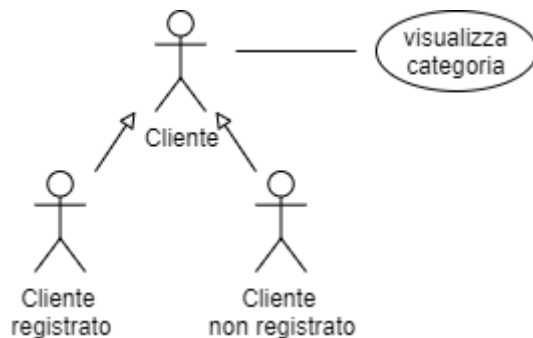 visualizza
categoria
Cliente
Cliente
registrato
Cliente
non registrato